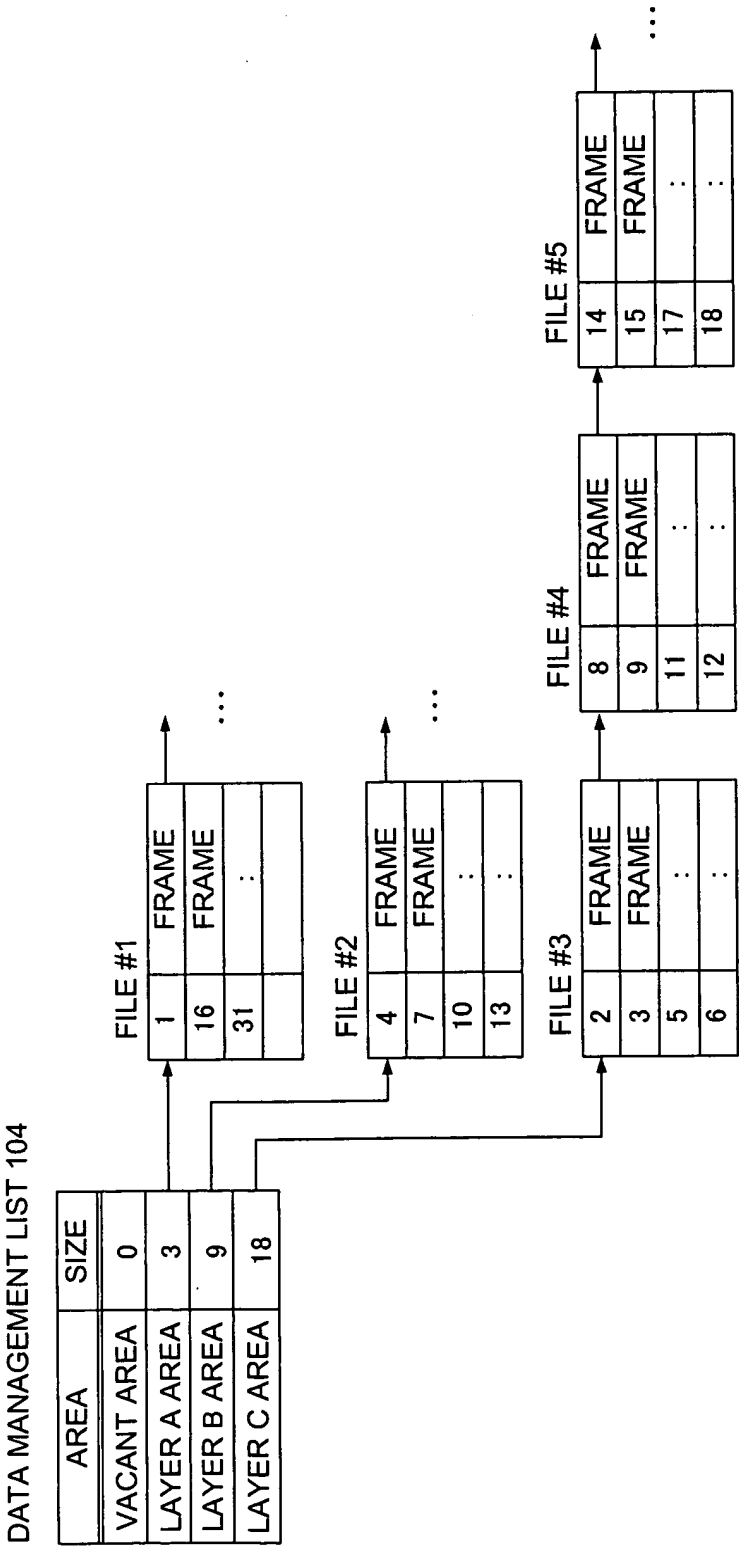 DATA MANAGEMENT LIST 104
AREA SIZE
VACANT AREA 0
LAYER A AREA 3
LAYER B AREA 9
LAYER C AREA 18
FILE #1
1 FRAME
16 FRAME
31 :
...
FILE #2
4 FRAME
7 FRAME
10 :
13 :
...
FILE #3
2 FRAME
3 FRAME
5 :
6 :
FILE #4
8 FRAME
9 FRAME
11 :
12 :
FILE #5
14 FRAME
15 FRAME
17 :
18 :
...